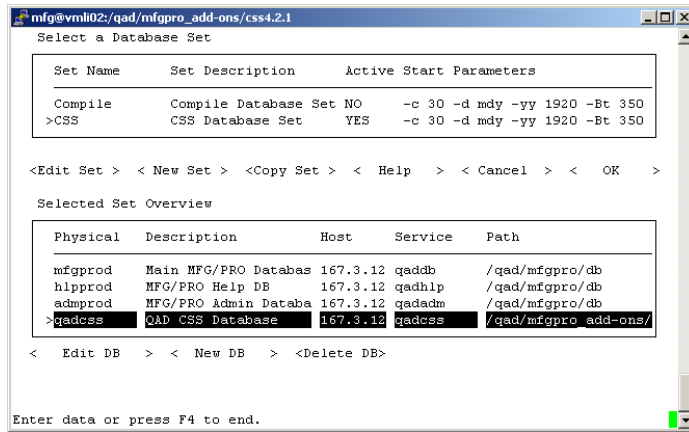 mfg@vmli02:/qad/mfgpro_add-ons/css4.2.1
Select a Database Set
Set Name Set Description Active Start Parameters
Compile Compile Database Set NO -c 30 -d mdy -yy 1920 -Bt 350
>CSS CSS Database Set YES -c 30 -d mdy -yy 1920 -Bt 350
<Edit Set > < New Set > <Copy Set > < Help > < Cancel > < OK >
Selected Set Overview
Physical Description Host Service Path
mfgprod Main MFG/PRO Databas 167.3.12 qaddb /qad/mfgpro/db
hlpprod MFG/PRO Help DB 167.3.12 qadhlp /qad/mfgpro/db
admprod MFG/PRO Admin Databa 167.3.12 qadadm /qad/mfgpro/db
>qadcss QAD CSS Database 167.3.12 qadcss /qad/mfgpro_add-ons/
< Edit DB > < New DB > <Delete DB>
Enter data or press F4 to end.